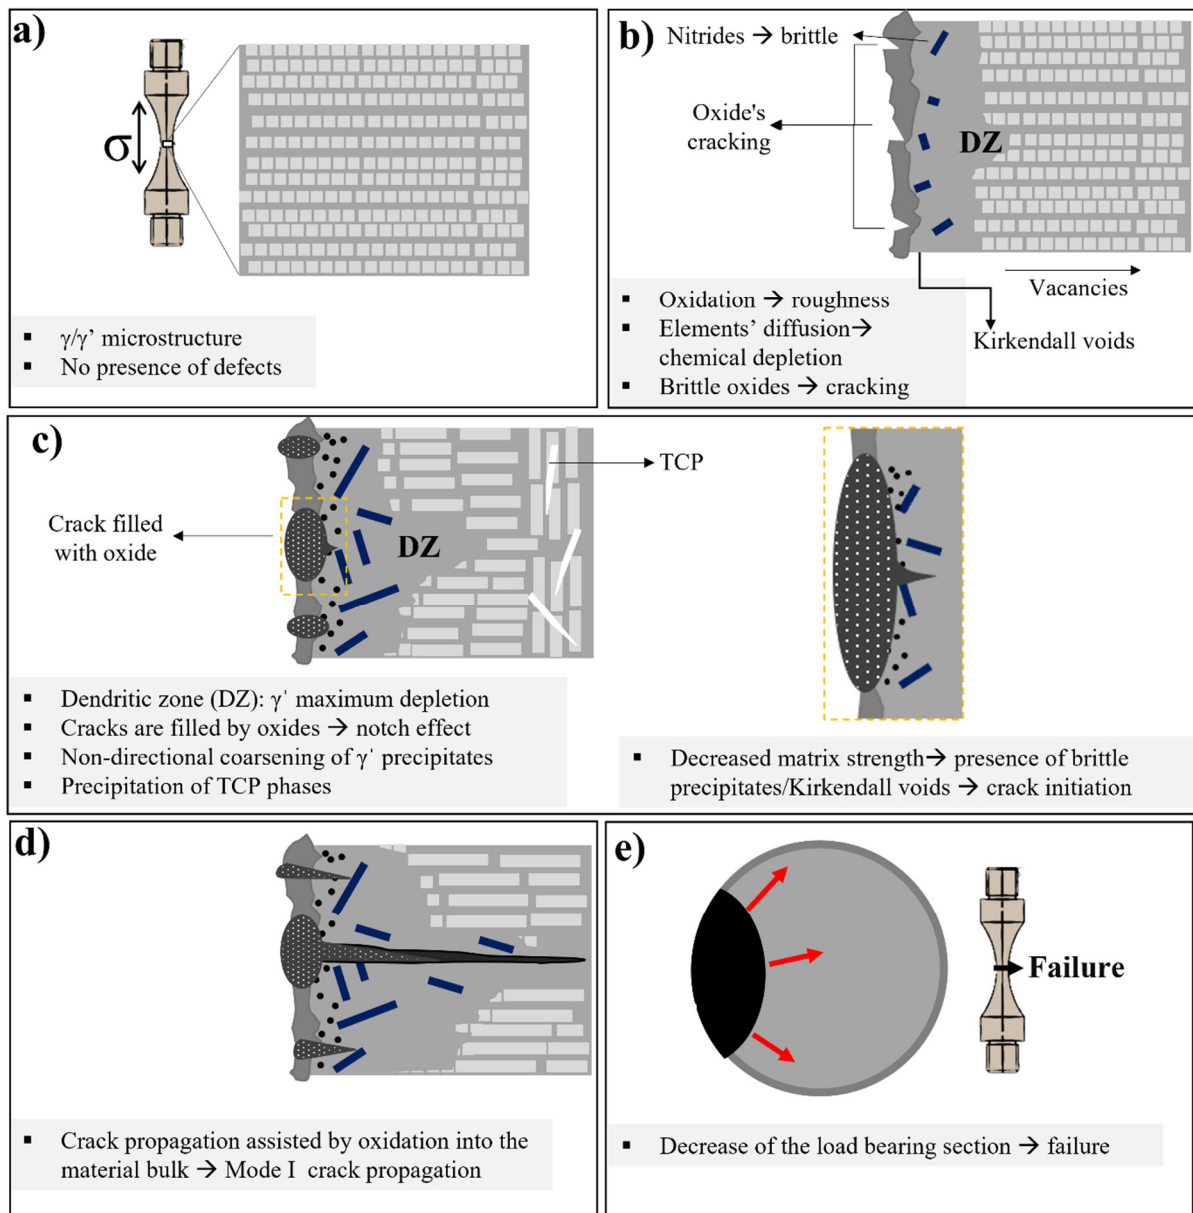 a)
σ
▪ γ/γ’ microstructure
▪ No presence of defects
b)
Nitrides → brittle
Oxide's
cracking
DZ
Vacancies
Kirkendall voids
▪ Oxidation → roughness
▪ Elements’ diffusion→
chemical depletion
▪ Brittle oxides → cracking
c)
TCP
Crack filled
with oxide
DZ
▪ Dendritic zone (DZ): γ' maximum depletion
▪ Cracks are filled by oxides → notch effect
▪ Non-directional coarsening of γ' precipitates
▪ Precipitation of TCP phases
▪ Decreased matrix strength→ presence of brittle
precipitates/Kirkendall voids → crack initiation
d)
▪ Crack propagation assisted by oxidation into the
material bulk → Mode I crack propagation
e)
Failure
▪ Decrease of the load bearing section → failure